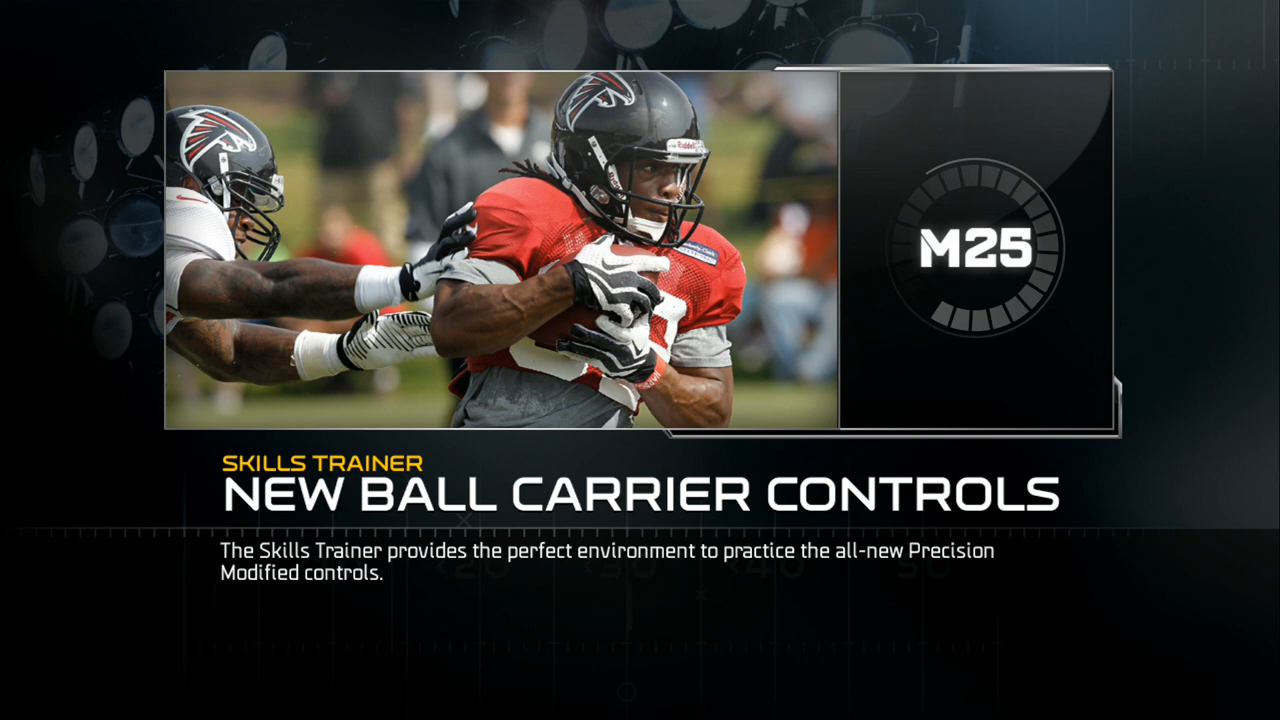 Riddell
M25
SKILLS TRAINER
NEW BALL CARRIER CONTROLS
The Skills Trainer provides the perfect environment to practice the all-new Precision
Modified controls.